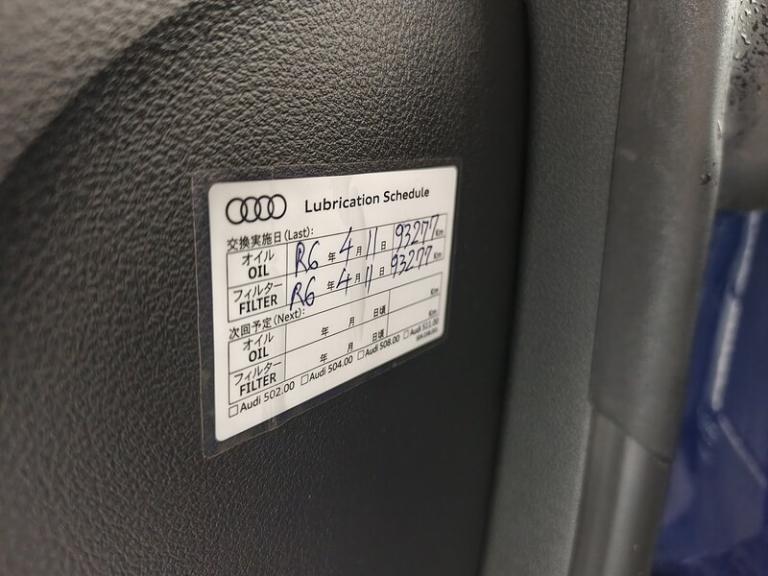 Lubrication Schedule
交換実施日(Last):
オイル OIL R6 年 4 月 11 日 93277 Km
フィルター FILTER R6 年 4 月 11 日 93277 Km
次回予定(Next):
オイル OIL 年 月 日頃 Km
フィルター FILTER 年 月 日頃 Km
□Audi 502.00 □Audi 504.00 □Audi 508.00 □Audi 511.00